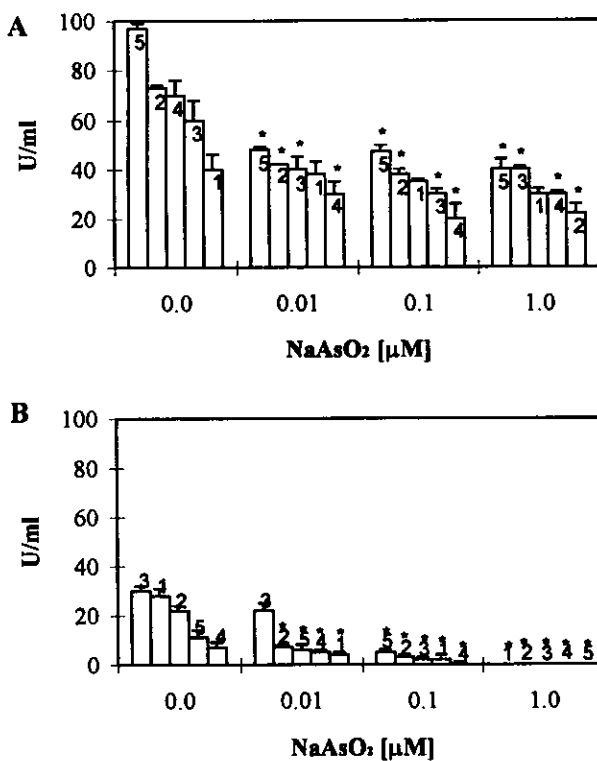 A
100
80
60
40
20
0
U/ml
5 2 4 3 1
* * * *
5 2 3 1 4
* * * *
5 2 1 3 4
* * * *
5 3 1 4 2
0.0 0.01 0.1 1.0
NaAsO₂ [μM]
B
100
80
60
40
20
0
U/ml
3 1 2 5 4
* * * *
3 2 5 4 1
* * * * *
5 2 3 1 4
* * * * *
2 3 4 5
0.0 0.01 0.1 1.0
NaAsO₂ [μM]